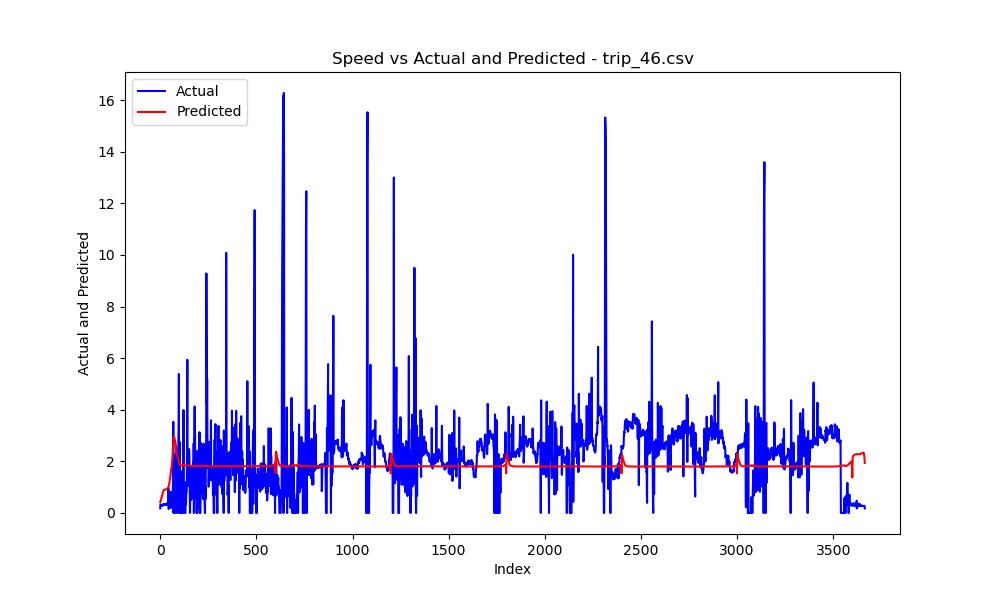 Speed vs Actual and Predicted - trip_46.csv
Actual
Predicted
Actual and Predicted
16
14
12
10
8
6
4
2
0
0 500 1000 1500 2000 2500 3000 3500
Index